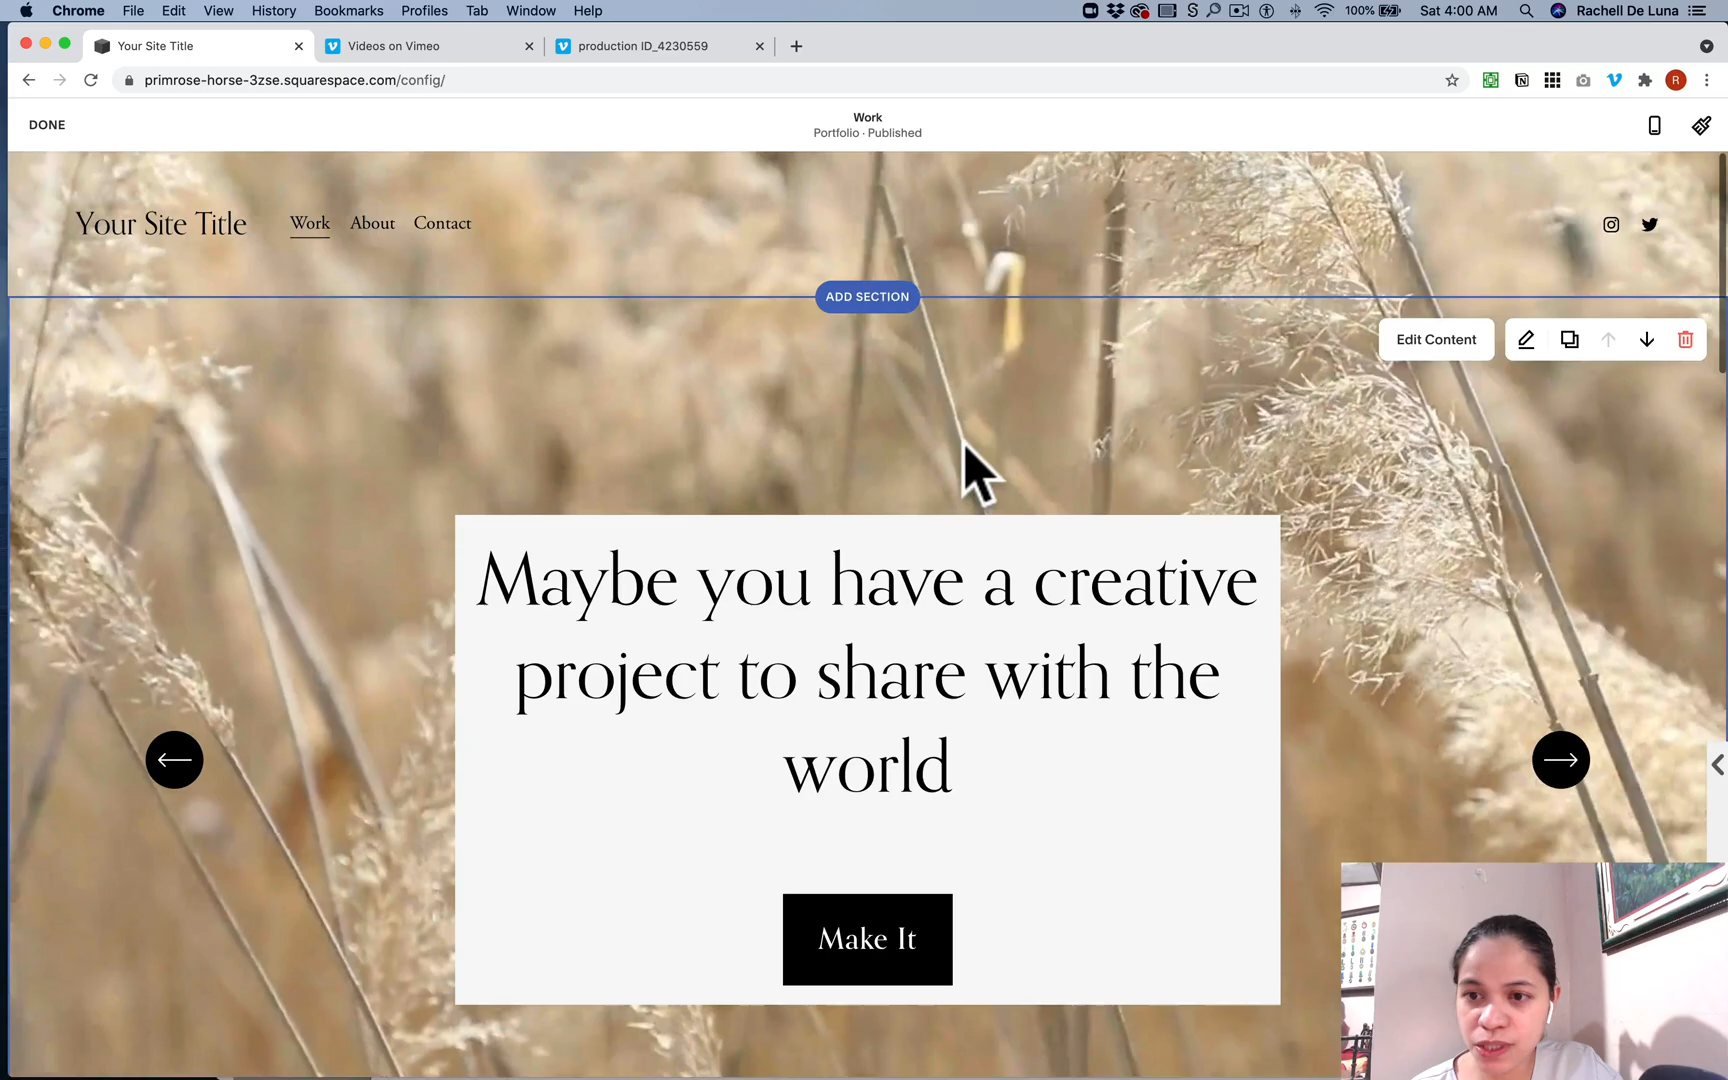 Chrome File Edit View History Bookmarks Profiles Tab Window Help
100% Sat 4:00 AM Rachell De Luna
Your Site Title
Videos on Vimeo
production ID_4230559
primrose-horse-3zse.squarespace.com/config/
R
DONE
Work
Portfolio · Published
Your Site Title
Work About Contact
ADD SECTION
Edit Content
Maybe you have a creative
project to share with the
world
Make It